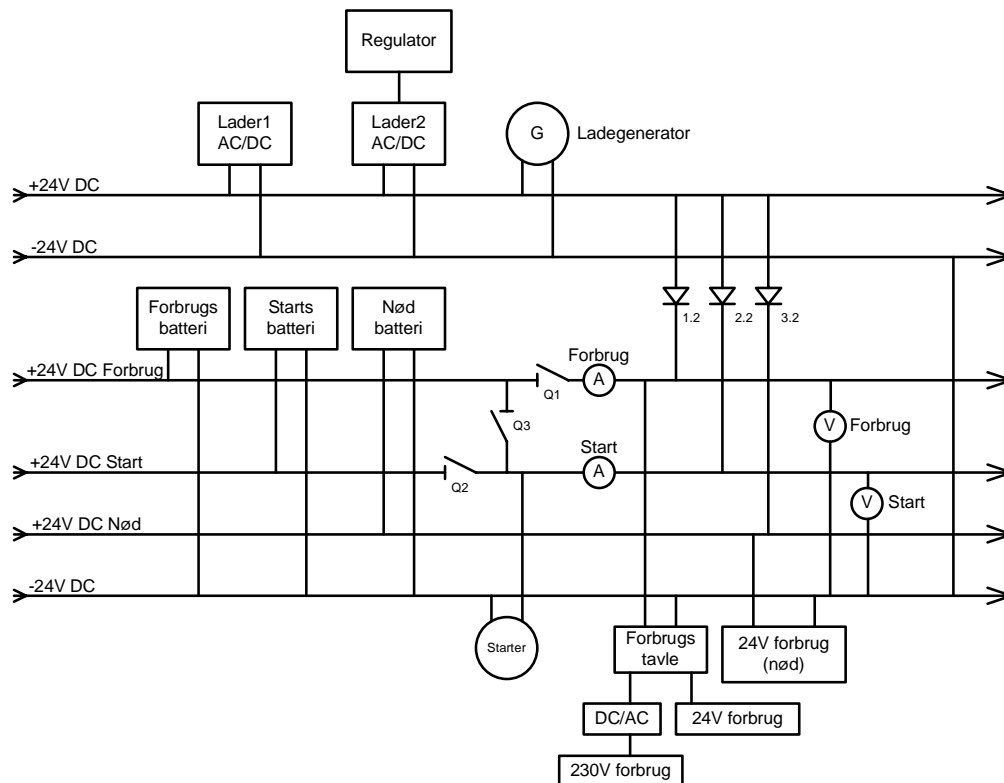 Regulator
Lader1
AC/DC
Lader2
AC/DC
G
Ladegenerator
+24V DC
-24V DC
Forbrugs
batteri
Starts
batteri
Nød
batteri
1.2
2.2
3.2
+24V DC Forbrug
Forbrug
A
Q1
Q3
V
Forbrug
+24V DC Start
Start
A
Q2
V
Start
+24V DC Nød
-24V DC
Starter
Forbrugs
tavle
24V forbrug
(nød)
DC/AC
24V forbrug
230V forbrug